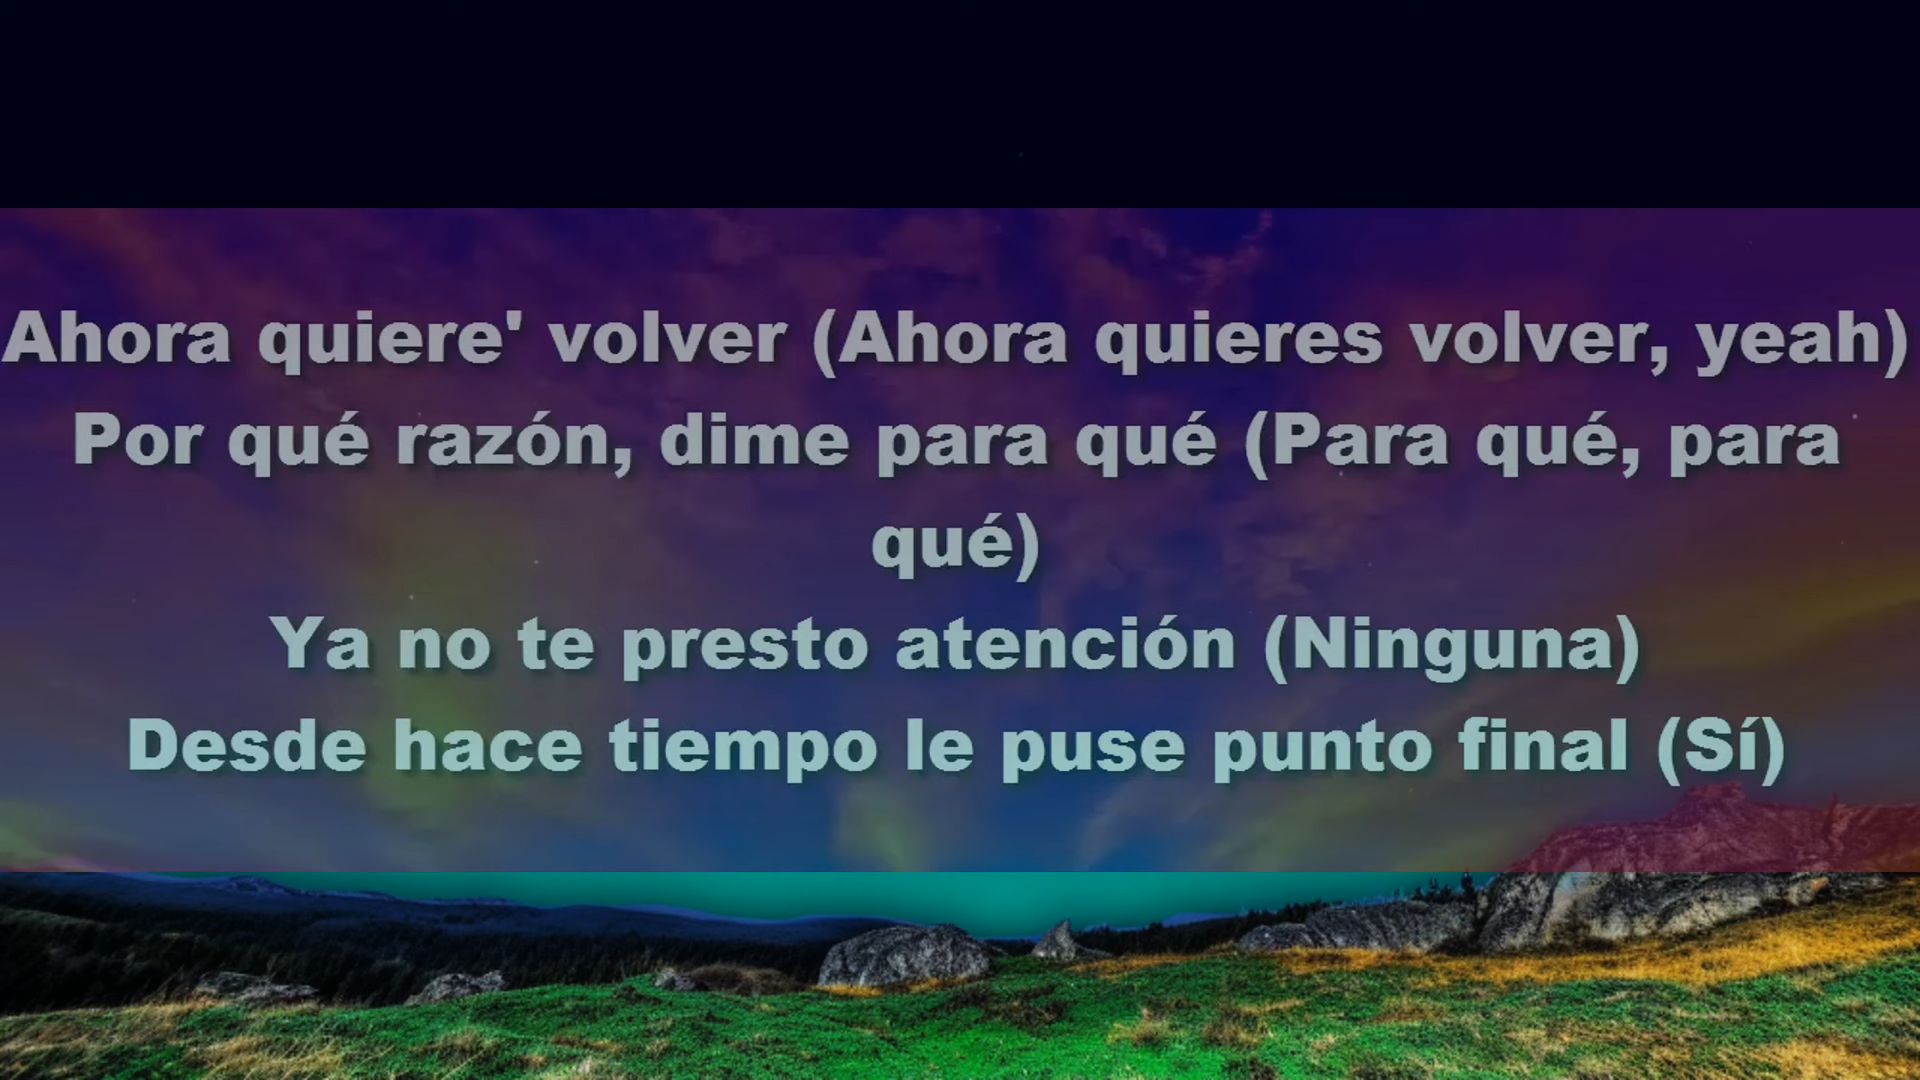 Ahora quiere' volver (Ahora quieres volver, yeah)
Por qué razón, dime para qué (Para qué, para
qué)
Ya no te presto atención (Ninguna)
Desde hace tiempo le puse punto final (Sí)